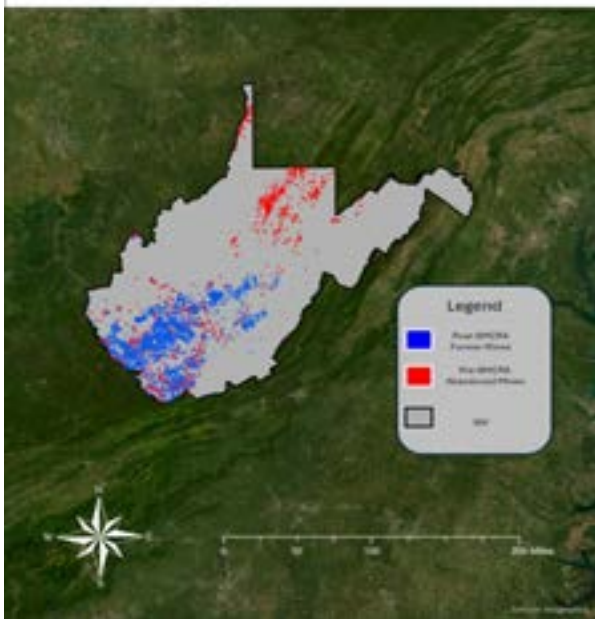 Legend
Post-SMCRA
Former Mines
Pre-SMCRA
Abandoned Mines
WV
N
W
E
S
0
50
100
200 Miles